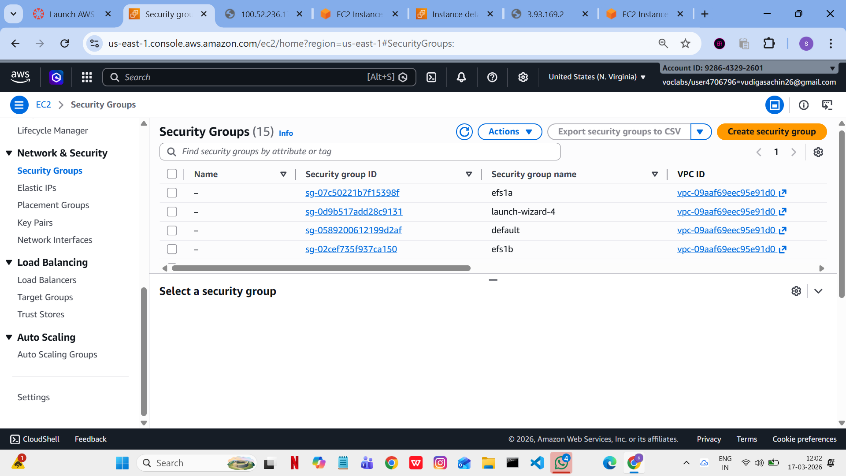 Launch AWS
Security gro
100.52.236.1
EC2 Instance
Instance det
3.93.169.2
EC2 Instance
us-east-1.console.aws.amazon.com/ec2/home?region=us-east-1#SecurityGroups:
S
aws
Search
[Alt+S]
United States (N. Virginia)
Account ID: 9286-4329-2601
voclabs/user4706796=vudigasachin26@gmail.com
EC2
Security Groups
Lifecycle Manager
Network & Security
Security Groups
Elastic IPs
Placement Groups
Key Pairs
Network Interfaces
Load Balancing
Load Balancers
Target Groups
Trust Stores
Auto Scaling
Auto Scaling Groups
Settings
Security Groups (15) Info
Actions
Export security groups to CSV
Create security group
Find security groups by attribute or tag
1
Name
Security group ID
Security group name
VPC ID
– sg-07c50221b7f15398f efs1a vpc-09aaf69eec95e91d0
– sg-0d9b517add28c9131 launch-wizard-4 vpc-09aaf69eec95e91d0
– sg-0589200612199d2af default vpc-09aaf69eec95e91d0
– sg-02cef735f937ca150 efs1b vpc-09aaf69eec95e91d0
Select a security group
CloudShell
Feedback
© 2026, Amazon Web Services, Inc. or its affiliates.
Privacy
Terms
Cookie preferences
1
Search
4
ENG
IN
12:02
17-03-2026